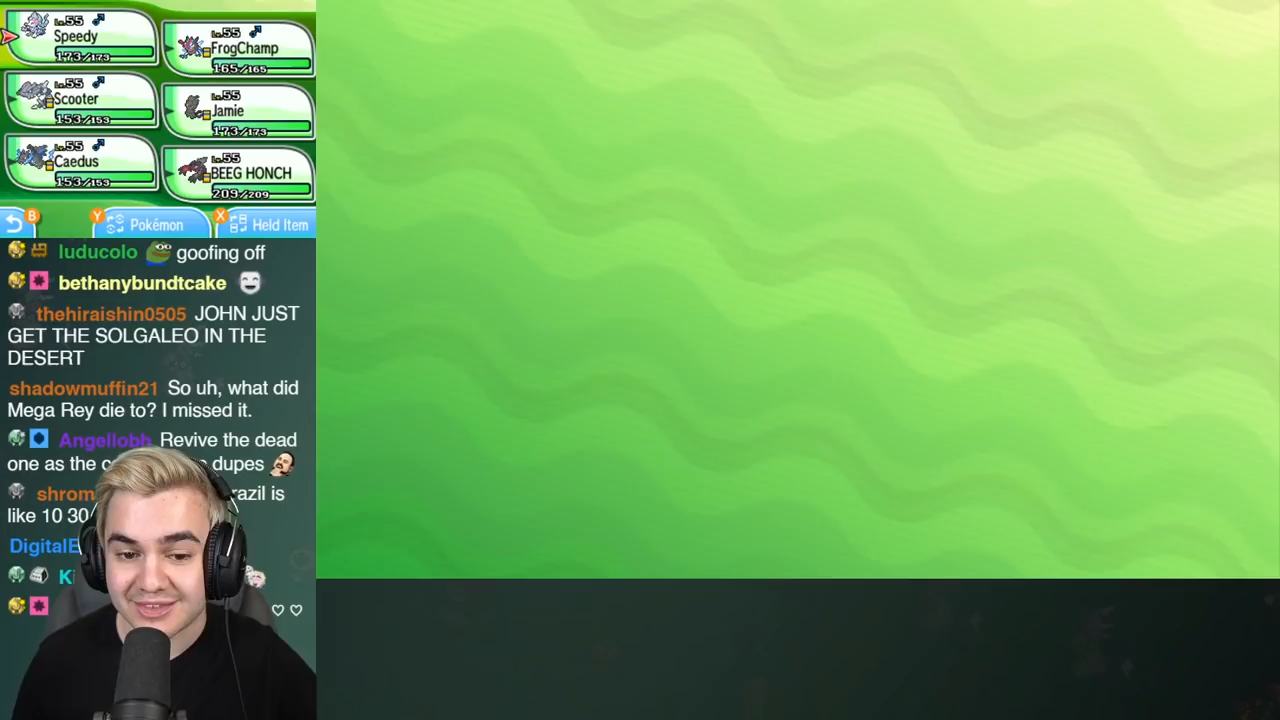 Lv.55
Speedy
173/173
Lv.55
FrogChamp
165/165
Lv.55
Scooter
153/153
Lv.55
Jamie
173/173
Lv.55
Caedus
153/153
Lv.55
BEEG HONCH
209/209
B Y Pokémon X Held Item
luducolo goofing off
bethanybundtcake
thehiraishin0505 JOHN JUST
GET THE SOLGALEO IN THE
DESERT
shadowmuffin21 So uh, what did
Mega Rey die to? I missed it.
Angellobh Revive the dead
one as the dupes
shrom razil is
like 10 30
DigitalE
Ki